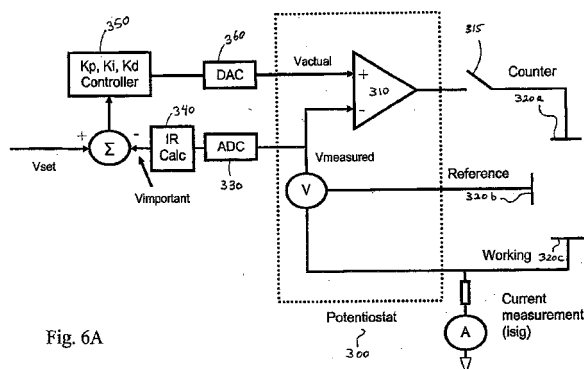 350
Kp, Ki, Kd
Controller
360
DAC
Vactual
+
310
-
315
Counter
320a
+
Σ
-
340
IR
Calc
ADC
330
Vset
Vimportant
Vmeasured
V
Reference
320b
Working
320c
Potentiostat
300
Current
measurement
(isig)
A
Fig. 6A